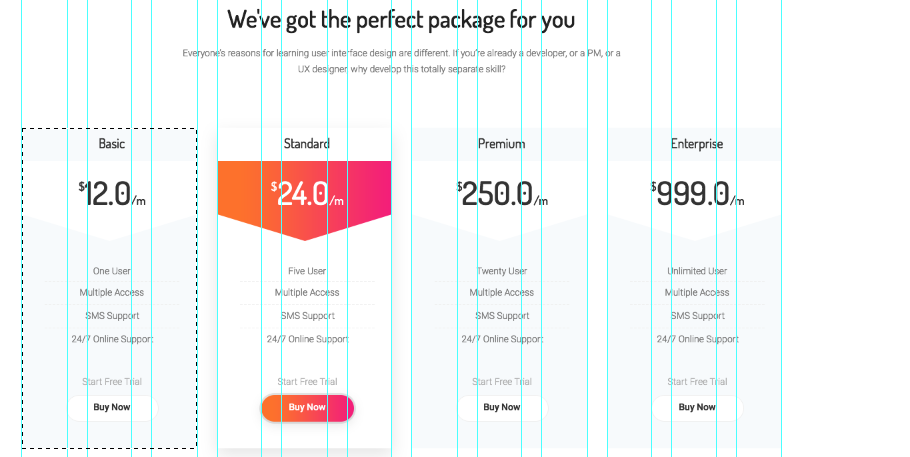 We've got the perfect package for you
Everyone's reasons for learning user interface design are different. If you're already a developer, or a PM, or a
UX designer why develop this totally separate skill?
Basic
$12.0/m
One User
Multiple Access
SMS Support
24/7 Online Support
Start Free Trial
Buy Now
Standard
$24.0/m
Five User
Multiple Access
SMS Support
24/7 Online Support
Start Free Trial
Buy Now
Premium
$250.0/m
Twenty User
Multiple Access
SMS Support
24/7 Online Support
Start Free Trial
Buy Now
Enterprise
$999.0/m
Unlimited User
Multiple Access
SMS Support
24/7 Online Support
Start Free Trial
Buy Now